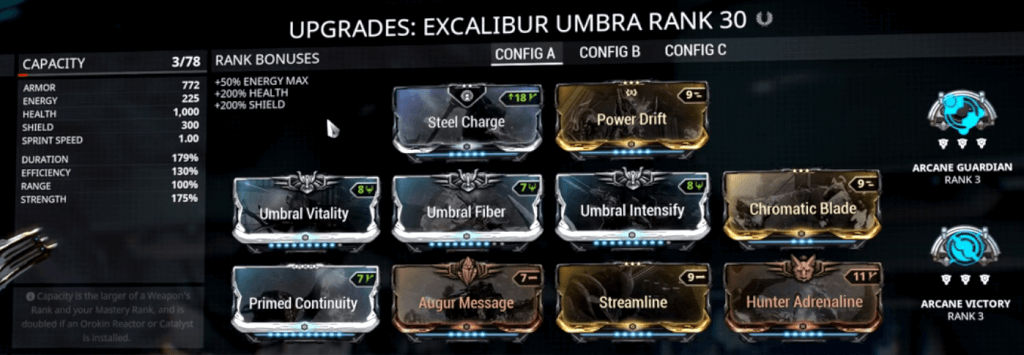 UPGRADES: EXCALIBUR UMBRA RANK 30
CAPACITY 3/78
RANK BONUSES
CONFIG A CONFIG B CONFIG C
ARMOR 772
ENERGY 225
HEALTH 1,000
SHIELD 300
SPRINT SPEED 1.00
DURATION 179%
EFFICIENCY 130%
RANGE 100%
STRENGTH 175%
+50% ENERGY MAX
+200% HEALTH
+200% SHIELD
18
Steel Charge
9
Power Drift
8
Umbral Vitality
7
Umbral Fiber
8
Umbral Intensify
9
Chromatic Blade
7
Primed Continuity
7
Augur Message
9
Streamline
11
Hunter Adrenaline
ARCANE GUARDIAN
RANK 3
ARCANE VICTORY
RANK 3
Capacity is the larger of a Weapon's
Rank and your Mastery Rank, and is
doubled if an Orokin Reactor or Catalyst
is installed.